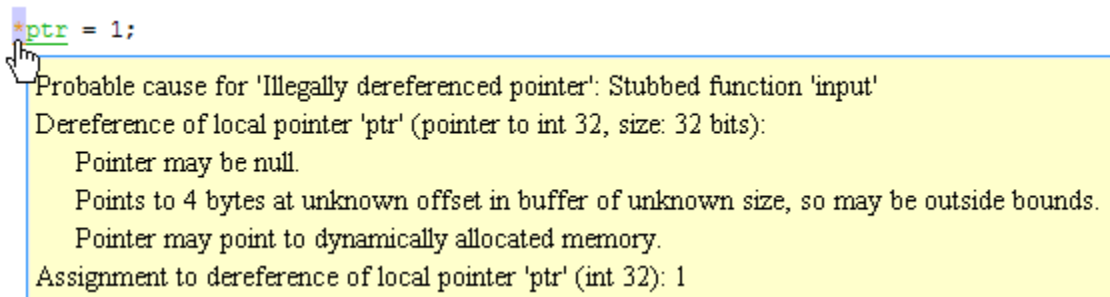 *ptr = 1;
Probable cause for 'Illegally dereferenced pointer': Stubbed function 'input'
Dereference of local pointer 'ptr' (pointer to int 32, size: 32 bits):
Pointer may be null.
Points to 4 bytes at unknown offset in buffer of unknown size, so may be outside bounds.
Pointer may point to dynamically allocated memory.
Assignment to dereference of local pointer 'ptr' (int 32): 1